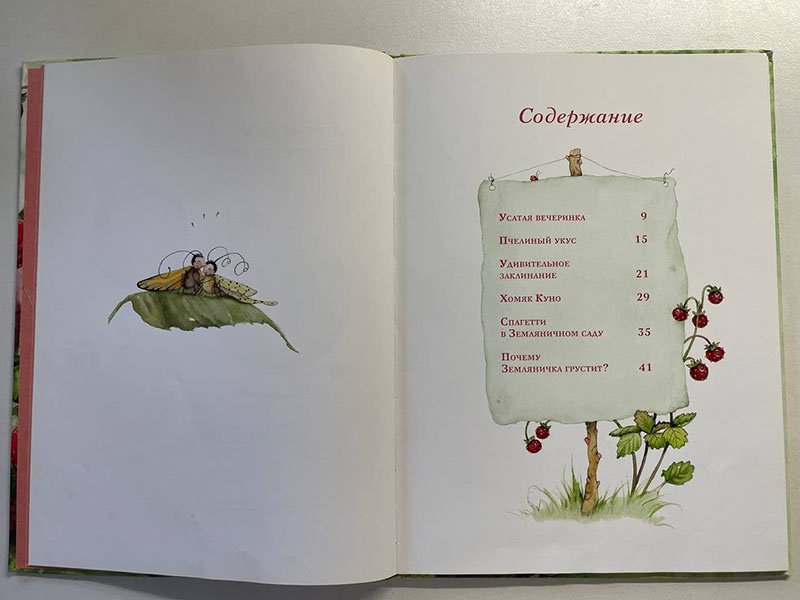 Содержание
Усатая вечеринка 9
Пчелиный укус 15
Удивительное
заклинание 21
Хомяк Куно 29
Спагетти
в Земляничном саду 35
Почему
Земляничка грустит? 41